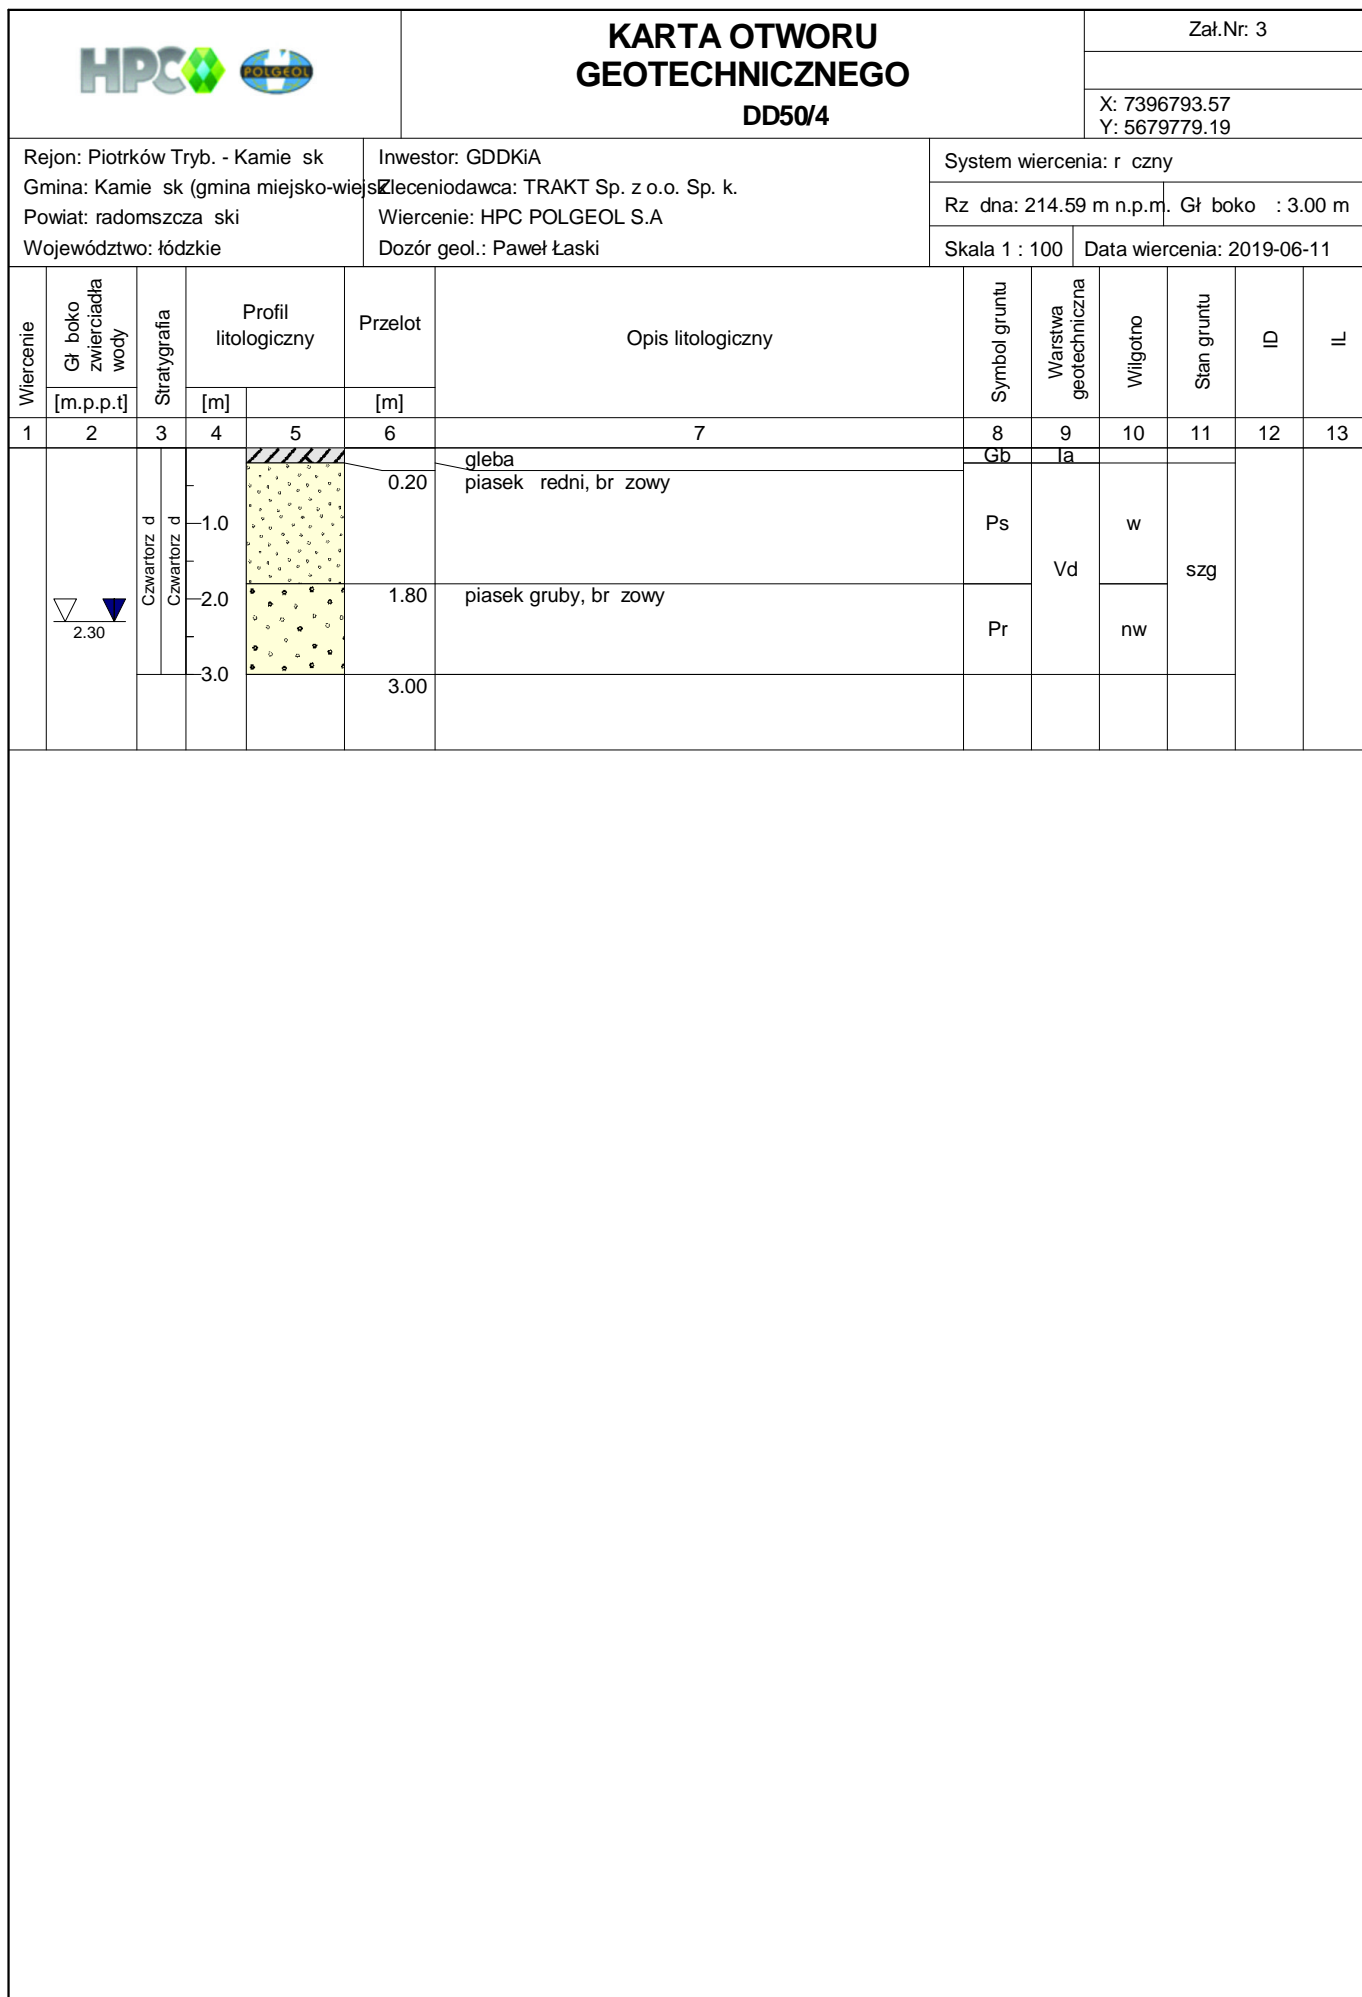 HPC POLGEOL
KARTA OTWORU
GEOTECHNICZNEGO
DD50/4
Zał.Nr: 3
X: 7396793.57
Y: 5679779.19
Rejon: Piotrków Tryb. - Kamie sk
Gmina: Kamie sk (gmina miejsko-wiejsk
Powiat: radomszcza ski
Województwo: łódzkie
Inwestor: GDDKiA
Zleceniodawca: TRAKT Sp. z o.o. Sp. k.
Wiercenie: HPC POLGEOL S.A
Dozór geol.: Paweł Łaski
System wiercenia: r czny
Rz dna: 214.59 m n.p.m. Gł boko : 3.00 m
Skala 1 : 100 Data wiercenia: 2019-06-11
Wiercenie
Gł boko
zwierciadła
wody
[m.p.p.t]
Stratygrafia
Profil
litologiczny
[m]
Przelot
[m]
Opis litologiczny
Symbol gruntu
Warstwa
geotechniczna
Wilgotno
Stan gruntu
ID
IL
1 2 3 4 5 6 7 8 9 10 11 12 13
gleba Gb Ia
0.20 piasek redni, br zowy
Czwartorz d
Czwartorz d
1.0 Ps w
Vd szg
2.0 1.80 piasek gruby, br zowy
2.30 Pr nw
3.0
3.00